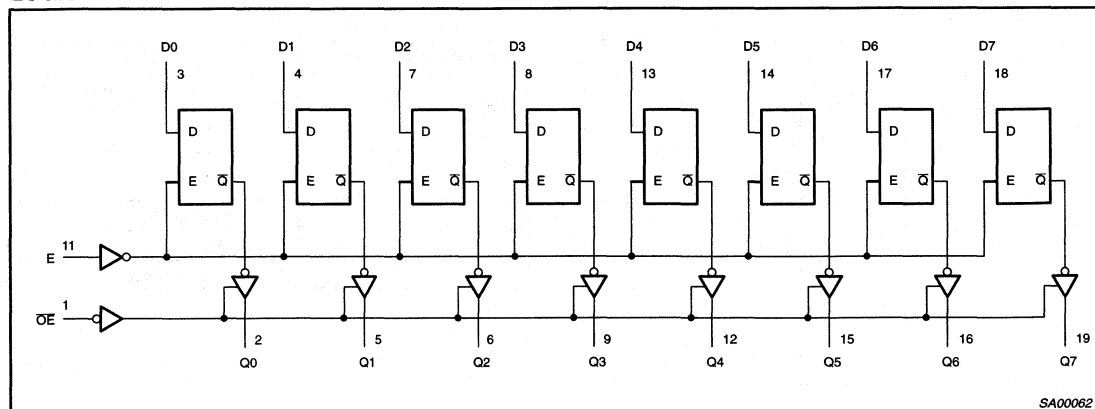 D0 D1 D2 D3 D4 D5 D6 D7
3 4 7 8 13 14 17 18
D D D D D D D D
E Q̅ E Q̅ E Q̅ E Q̅ E Q̅ E Q̅ E Q̅ E Q̅
E 11
O̅E̅ 1
2 5 6 9 12 15 16 19
Q0 Q1 Q2 Q3 Q4 Q5 Q6 Q7
SA00062